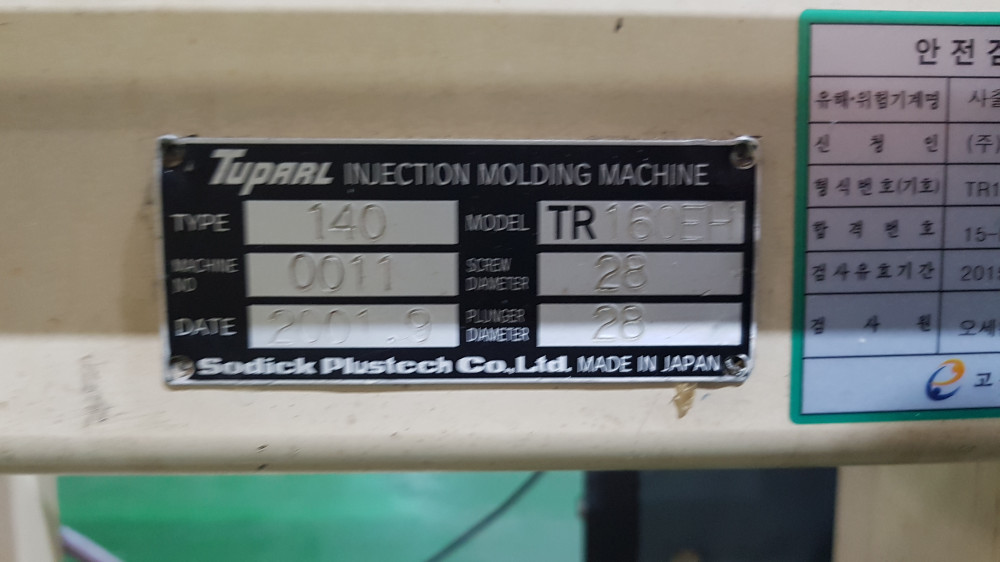 TUPARL INJECTION MOLDING MACHINE
TYPE 140 MODEL TR 160EH
MACHINE NO 0011 SCREW DIAMETER 28
DATE 2001.9 PLUNGER DIAMETER 28
Sodick Plustech Co.,Ltd. MADE IN JAPAN
안전
유해·위험기계명 사출
신청인 (주)
형식번호(기호) TR1
합격번호 15-
검사유효기간 201
검사원 오세
고